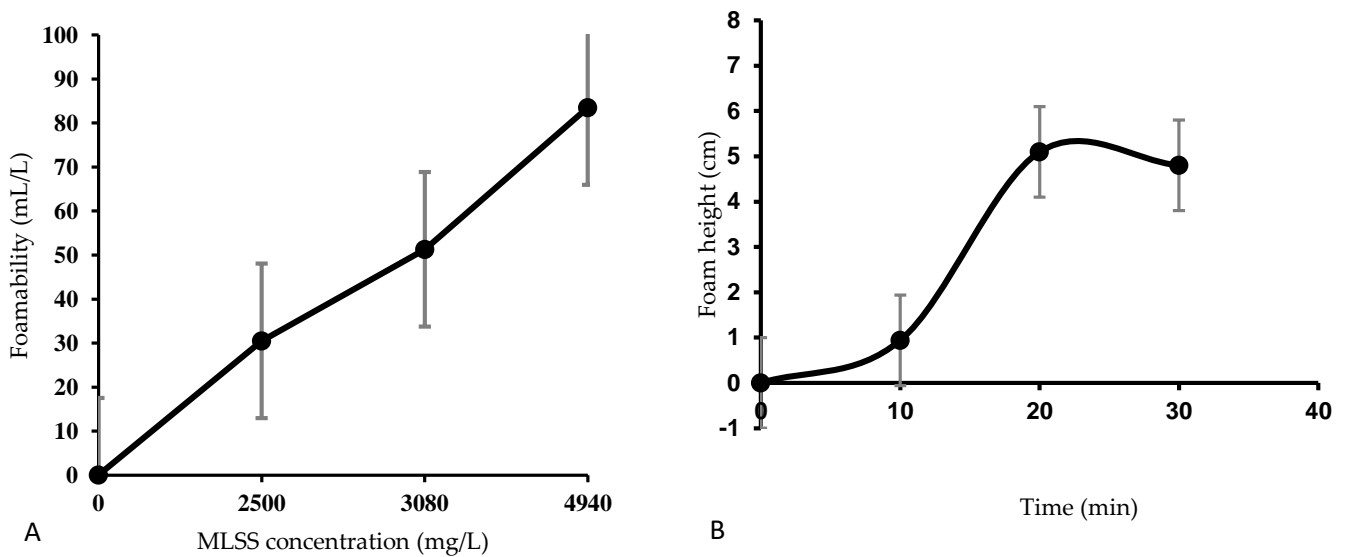 100
90
80
70
60
50
40
30
20
10
0
Foamability (mL/L)
0 2500 3080 4940
MLSS concentration (mg/L)
A
8
7
6
5
4
3
2
1
0
-1
Foam height (cm)
0 10 20 30 40
Time (min)
B